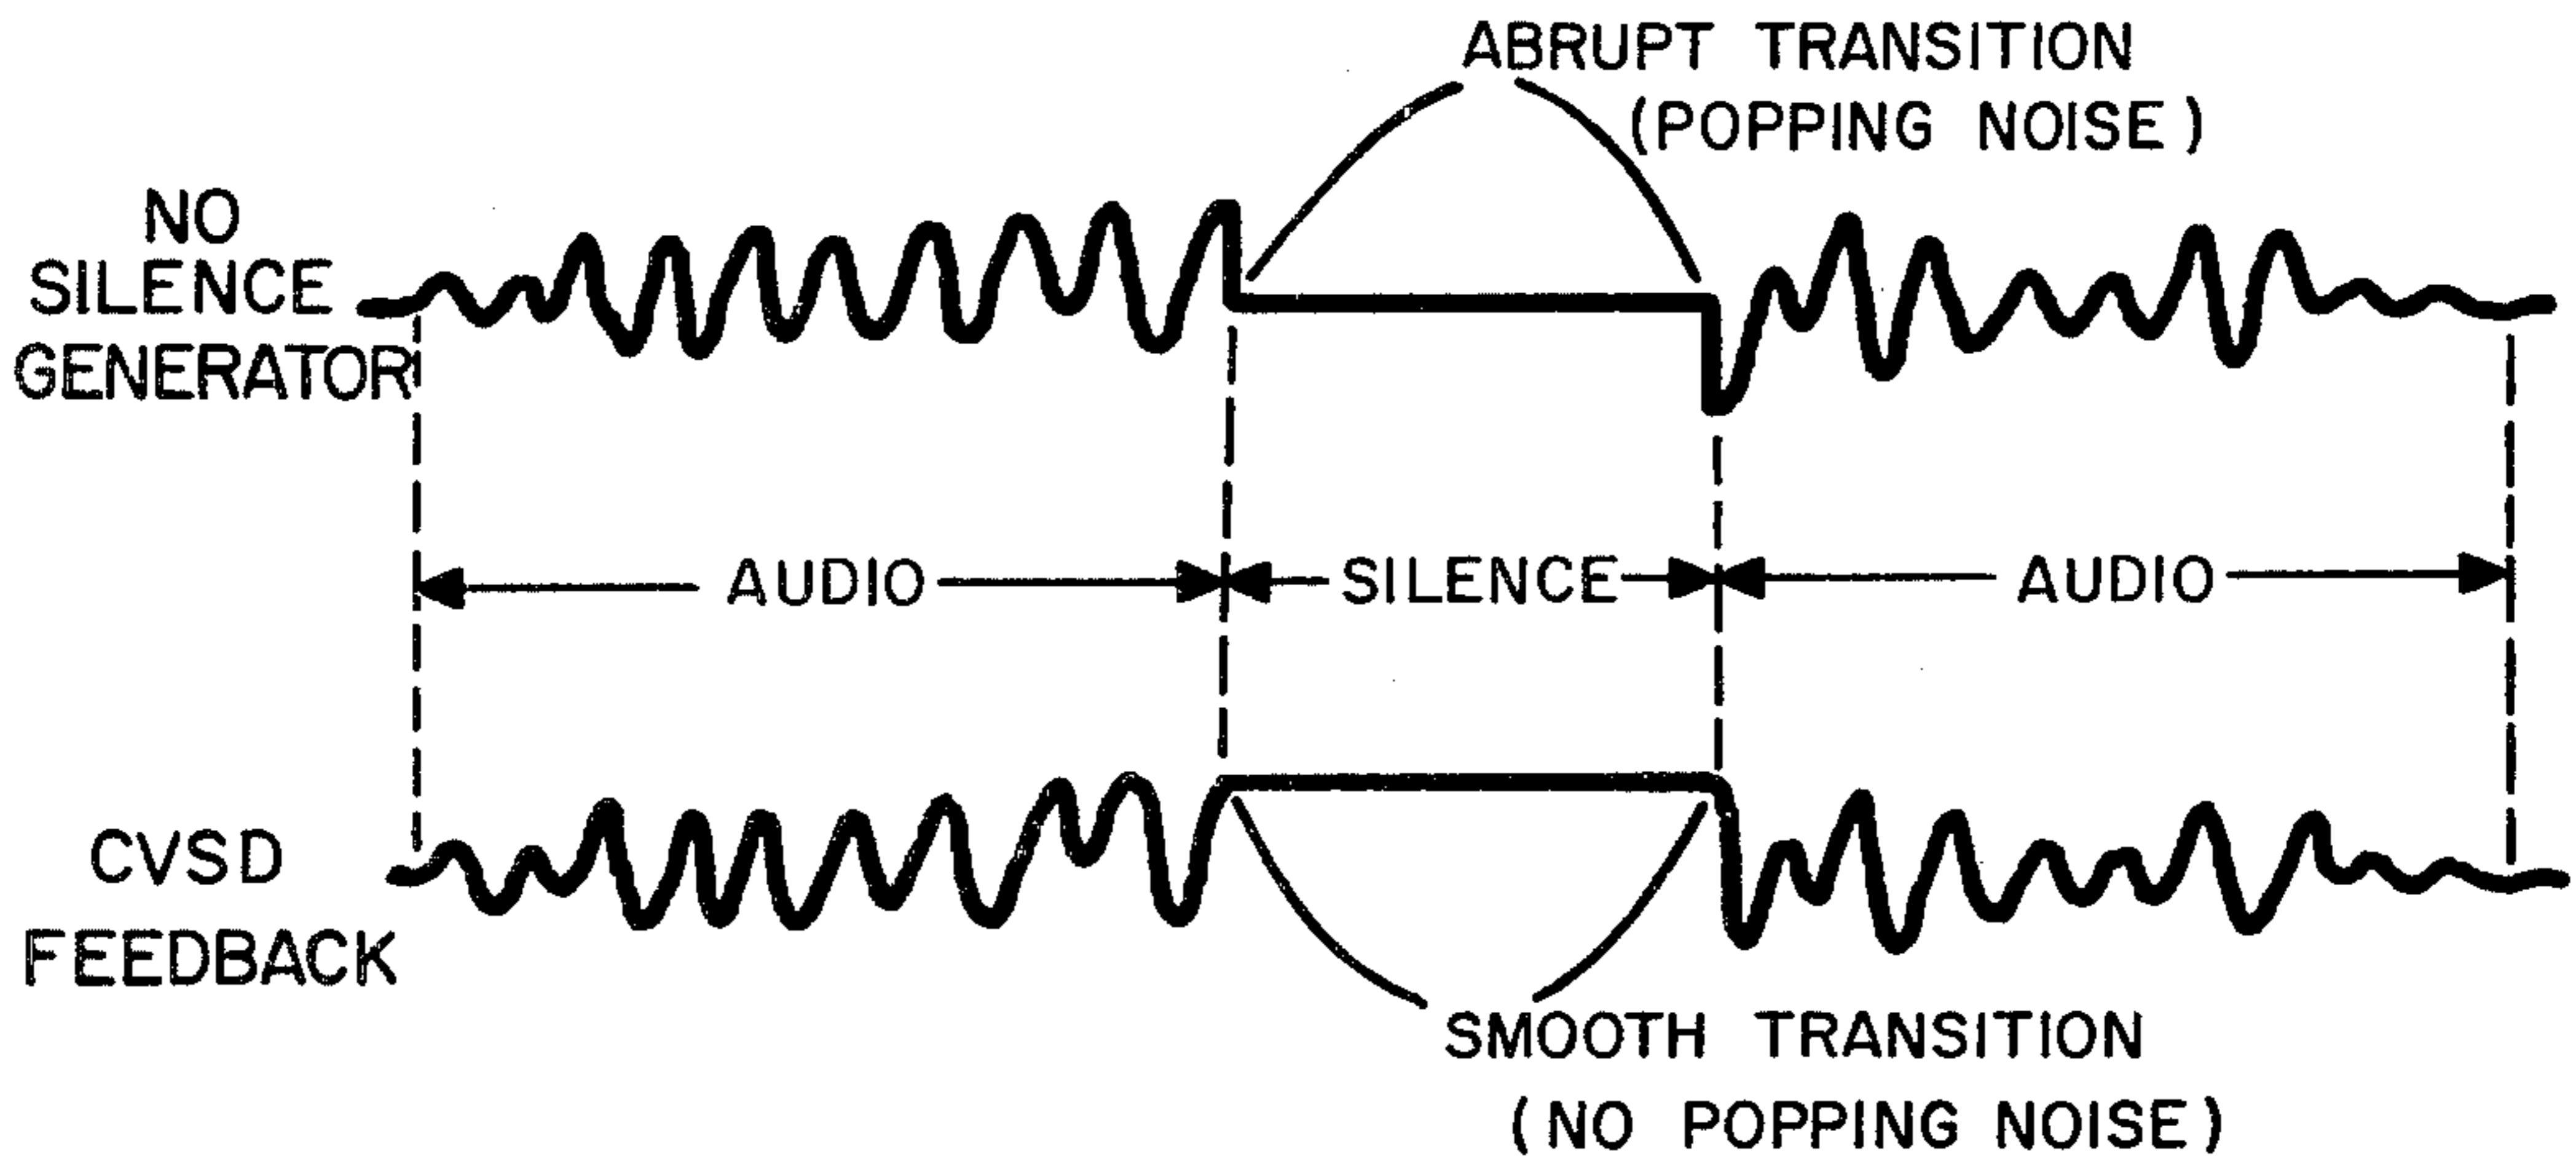 ABRUPT TRANSITION
(POPPING NOISE)
NO
SILENCE
GENERATOR
AUDIO
SILENCE
AUDIO
CVSD
FEEDBACK
SMOOTH TRANSITION
(NO POPPING NOISE)